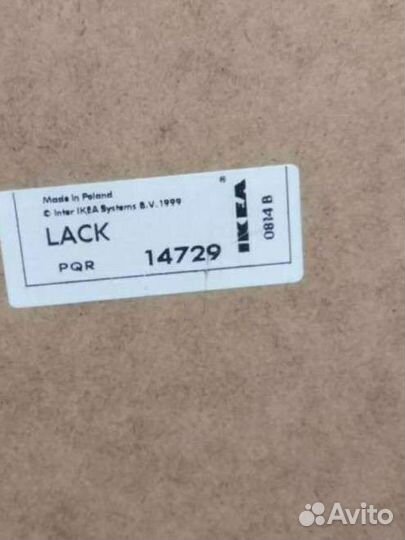 Made in Poland
© Inter IKEA Systems B.V. 1999
LACK
PQR 14729
IKEA ®
0814 B
Avito